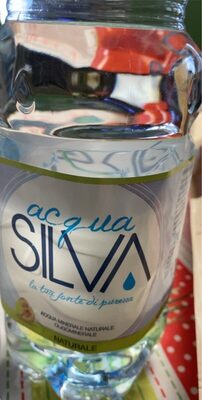 acqua
SILVA
la tua fonte di purezza
ACQUA MINERALE NATURALE
OLIGOMINERALE
NATURALE